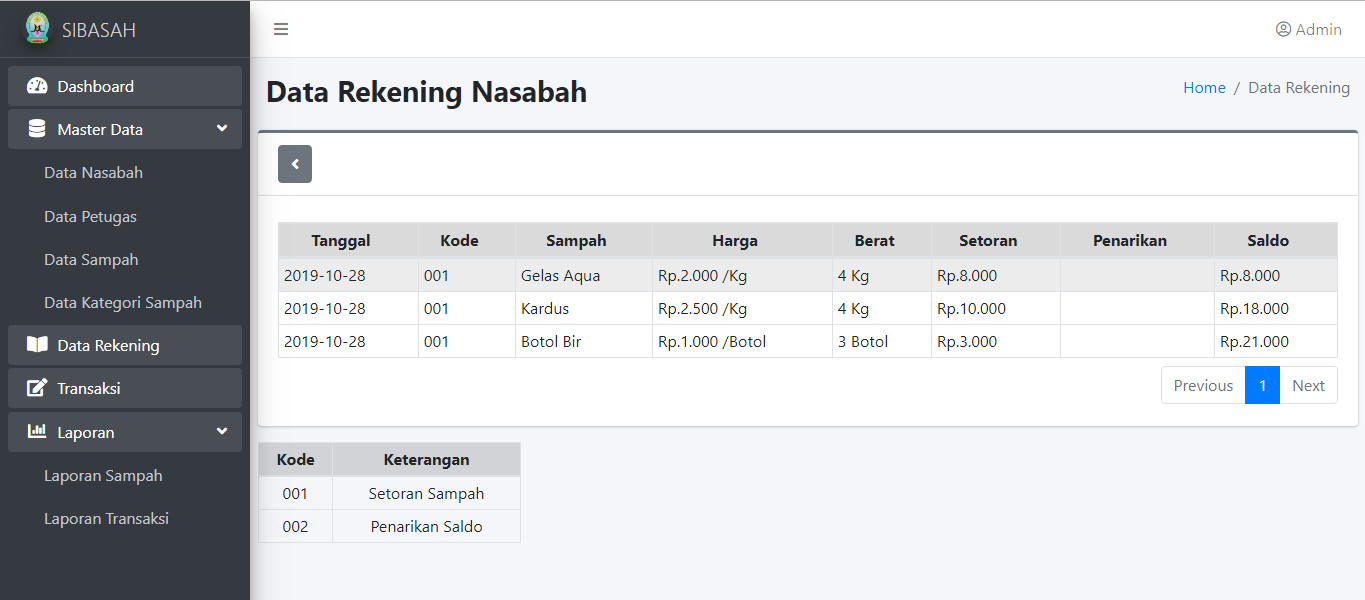 SIBASAH
Admin
Dashboard
Master Data
Data Nasabah
Data Petugas
Data Sampah
Data Kategori Sampah
Data Rekening
Transaksi
Laporan
Laporan Sampah
Laporan Transaksi
Data Rekening Nasabah
Home / Data Rekening
Tanggal Kode Sampah Harga Berat Setoran Penarikan Saldo
2019-10-28 001 Gelas Aqua Rp.2.000 /Kg 4 Kg Rp.8.000 Rp.8.000
2019-10-28 001 Kardus Rp.2.500 /Kg 4 Kg Rp.10.000 Rp.18.000
2019-10-28 001 Botol Bir Rp.1.000 /Botol 3 Botol Rp.3.000 Rp.21.000
Previous 1 Next
Kode Keterangan
001 Setoran Sampah
002 Penarikan Saldo